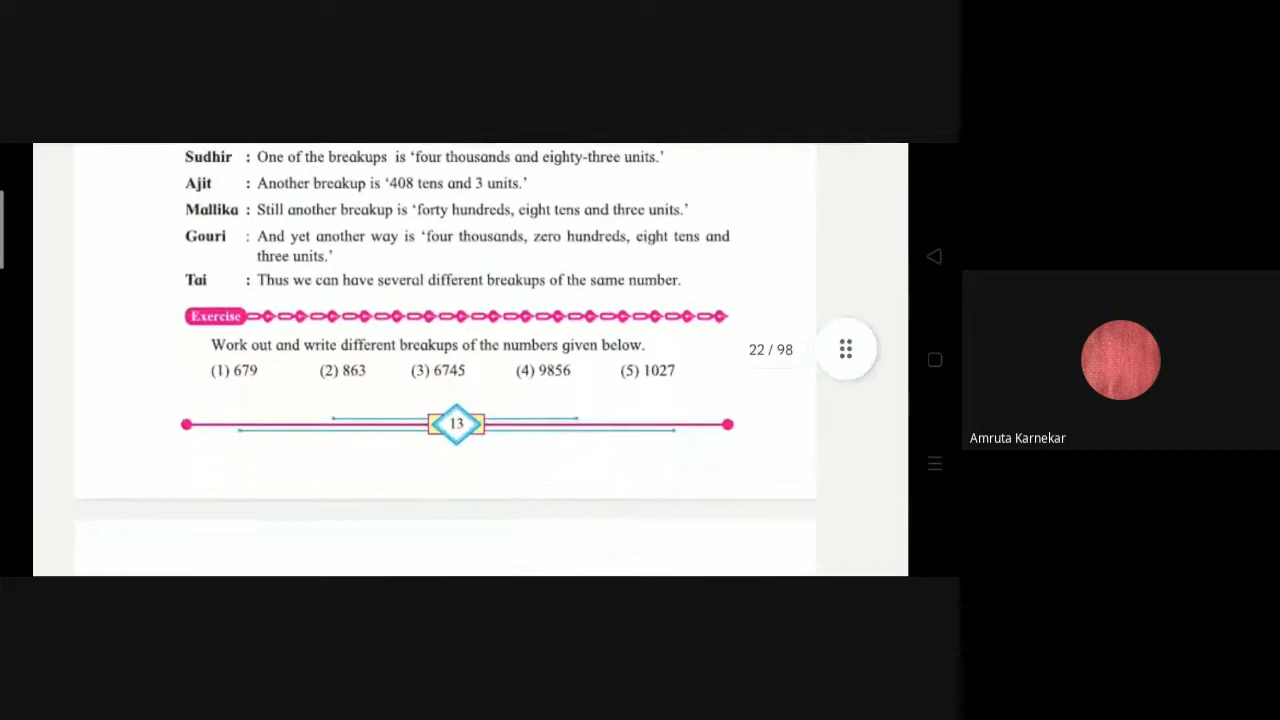 Sudhir : One of the breakups is ‘four thousands and eighty-three units.’
Ajit : Another breakup is ‘408 tens and 3 units.’
Mallika : Still another breakup is ‘forty hundreds, eight tens and three units.’
Gouri : And yet another way is ‘four thousands, zero hundreds, eight tens and
three units.’
Tai : Thus we can have several different breakups of the same number.
Exercise
Work out and write different breakups of the numbers given below.
(1) 679 (2) 863 (3) 6745 (4) 9856 (5) 1027
22 / 98
13
Amruta Karnekar